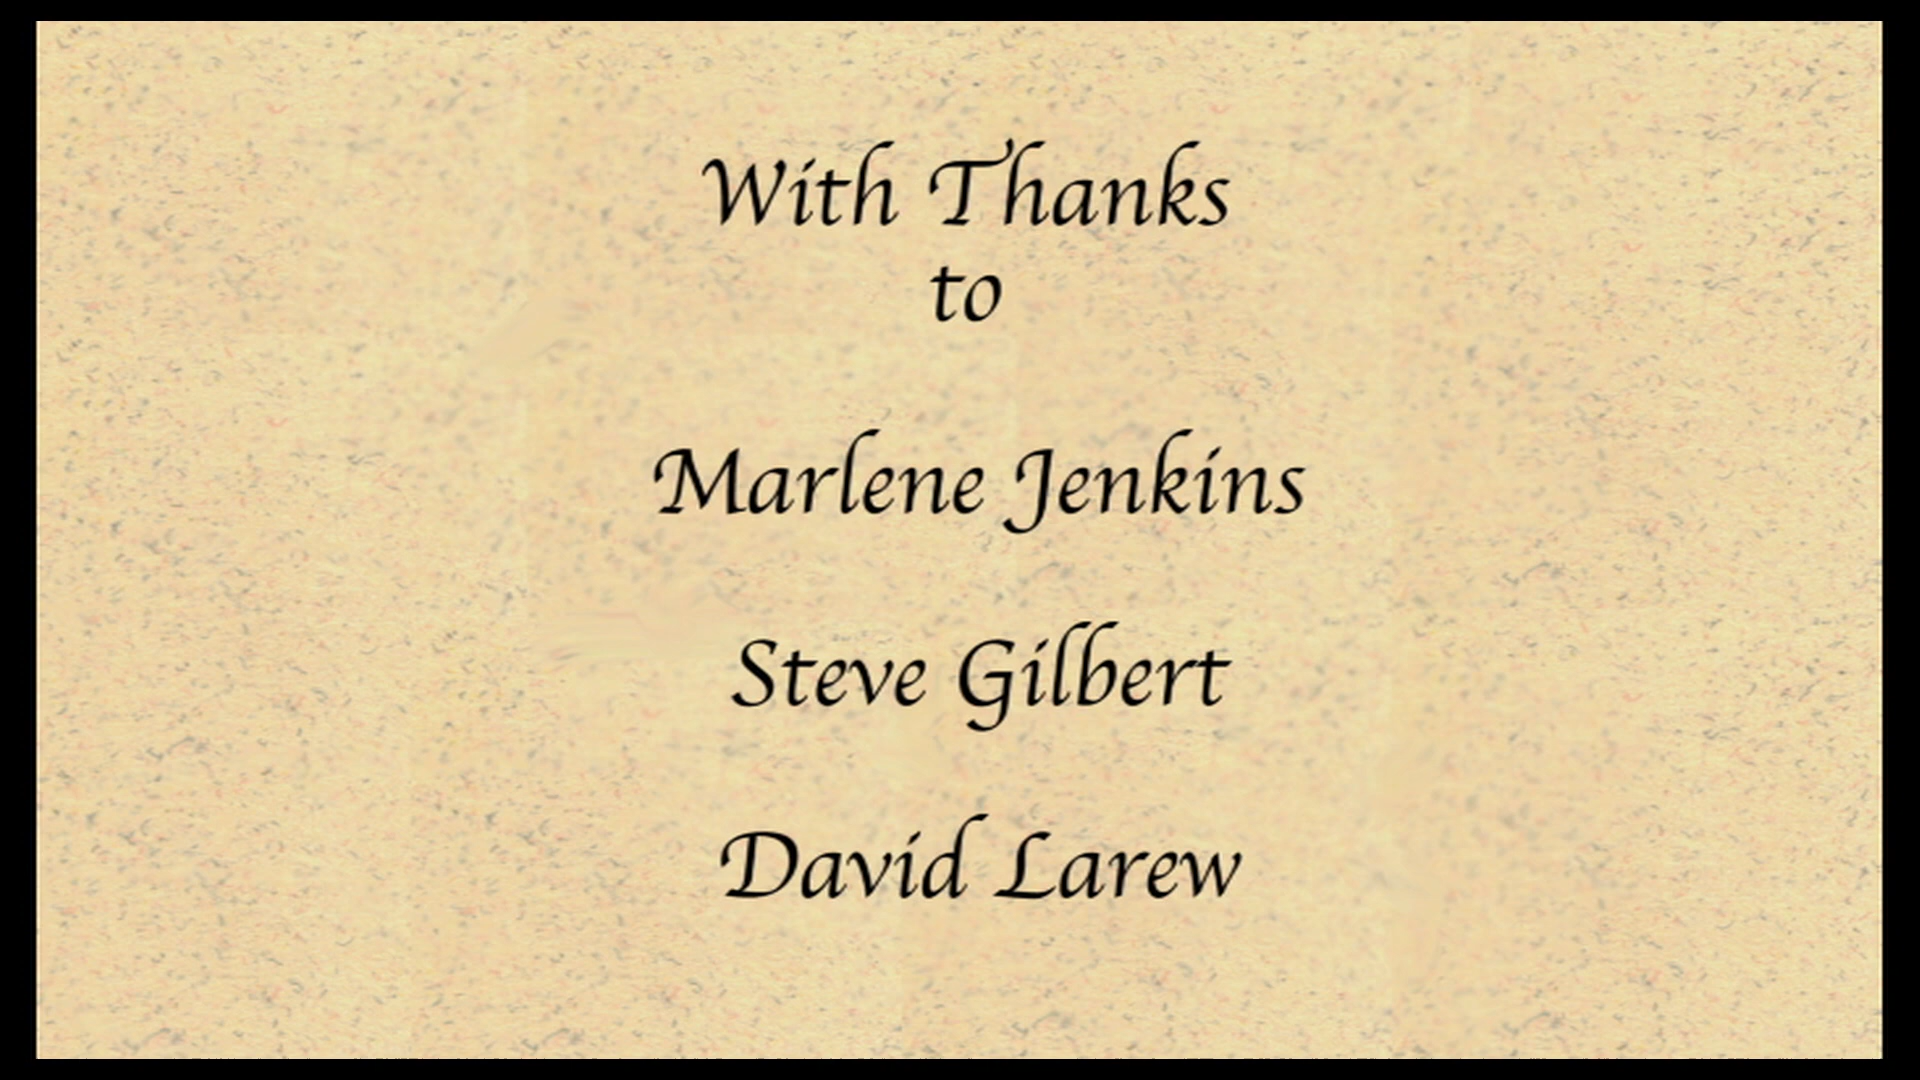 With Thanks
to
Marlene Jenkins
Steve Gilbert
David Larew